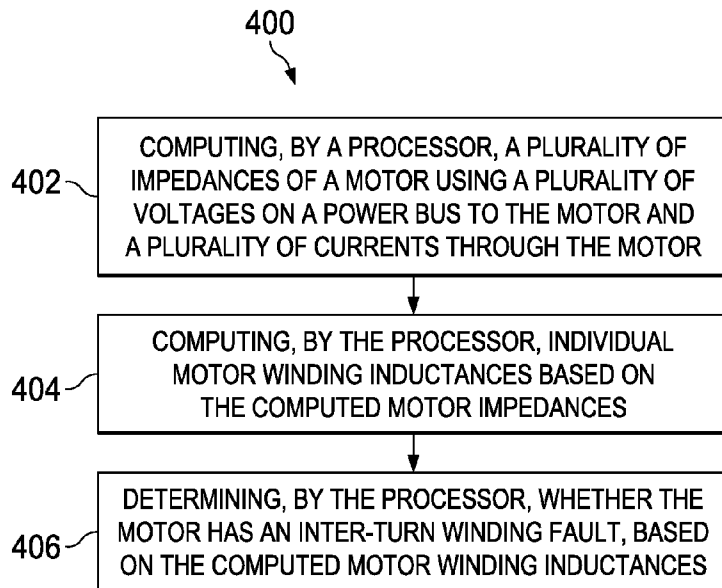 400
402
COMPUTING, BY A PROCESSOR, A PLURALITY OF
IMPEDANCES OF A MOTOR USING A PLURALITY OF
VOLTAGES ON A POWER BUS TO THE MOTOR AND
A PLURALITY OF CURRENTS THROUGH THE MOTOR
404
COMPUTING, BY THE PROCESSOR, INDIVIDUAL
MOTOR WINDING INDUCTANCES BASED ON
THE COMPUTED MOTOR IMPEDANCES
406
DETERMINING, BY THE PROCESSOR, WHETHER THE
MOTOR HAS AN INTER-TURN WINDING FAULT, BASED
ON THE COMPUTED MOTOR WINDING INDUCTANCES